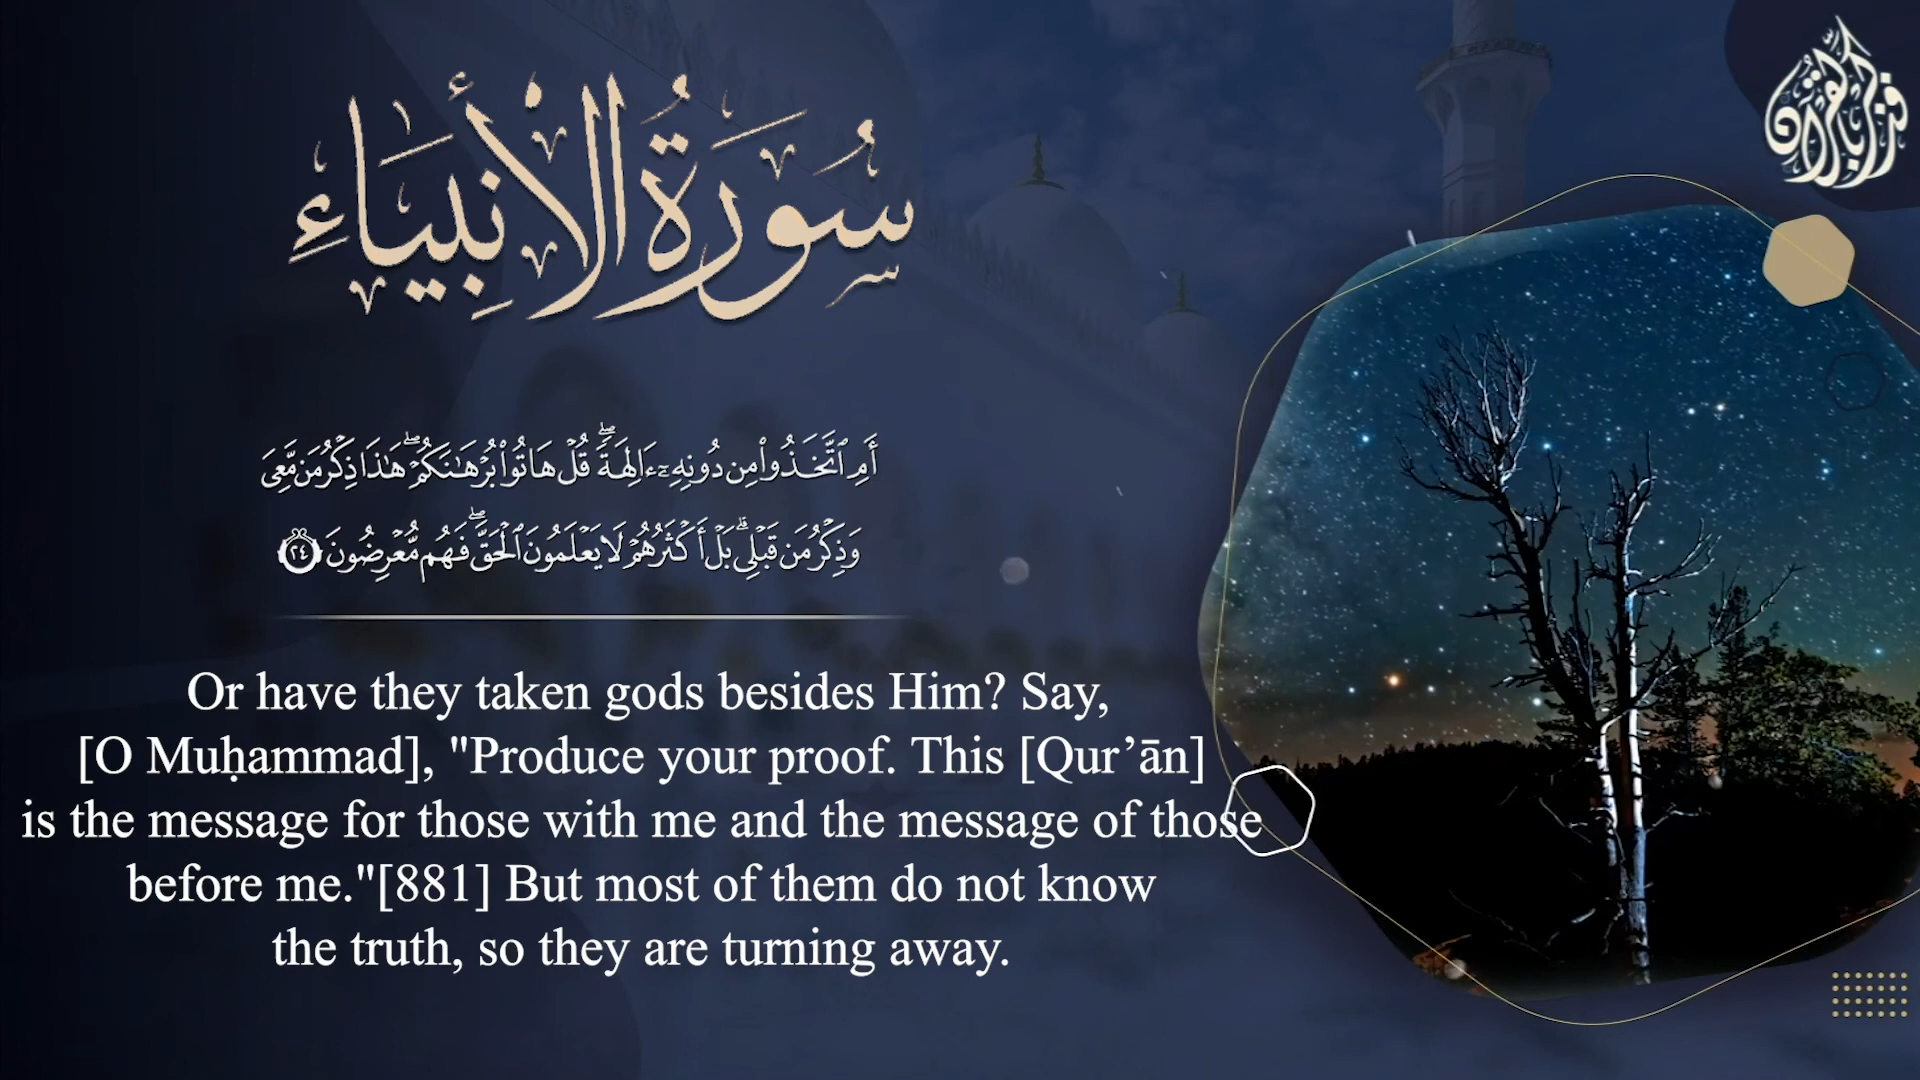 سُورَةُ الْأَنبِيَاءِ
فذكر بالقرآن
أَمِ ٱتَّخَذُوا۟ مِن دُونِهِۦٓ ءَالِهَةً ۖ قُلْ هَاتُوا۟ بُرْهَـٰنَكُمْ ۖ هَـٰذَا ذِكْرُ مَن مَّعِىَ
وَذِكْرُ مَن قَبْلِى ۗ بَلْ أَكْثَرُهُمْ لَا يَعْلَمُونَ ٱلْحَقَّ ۖ فَهُم مُّعْرِضُونَ ٢٤
Or have they taken gods besides Him? Say,
[O Muḥammad], "Produce your proof. This [Qur’ān]
is the message for those with me and the message of those
before me."[881] But most of them do not know
the truth, so they are turning away.